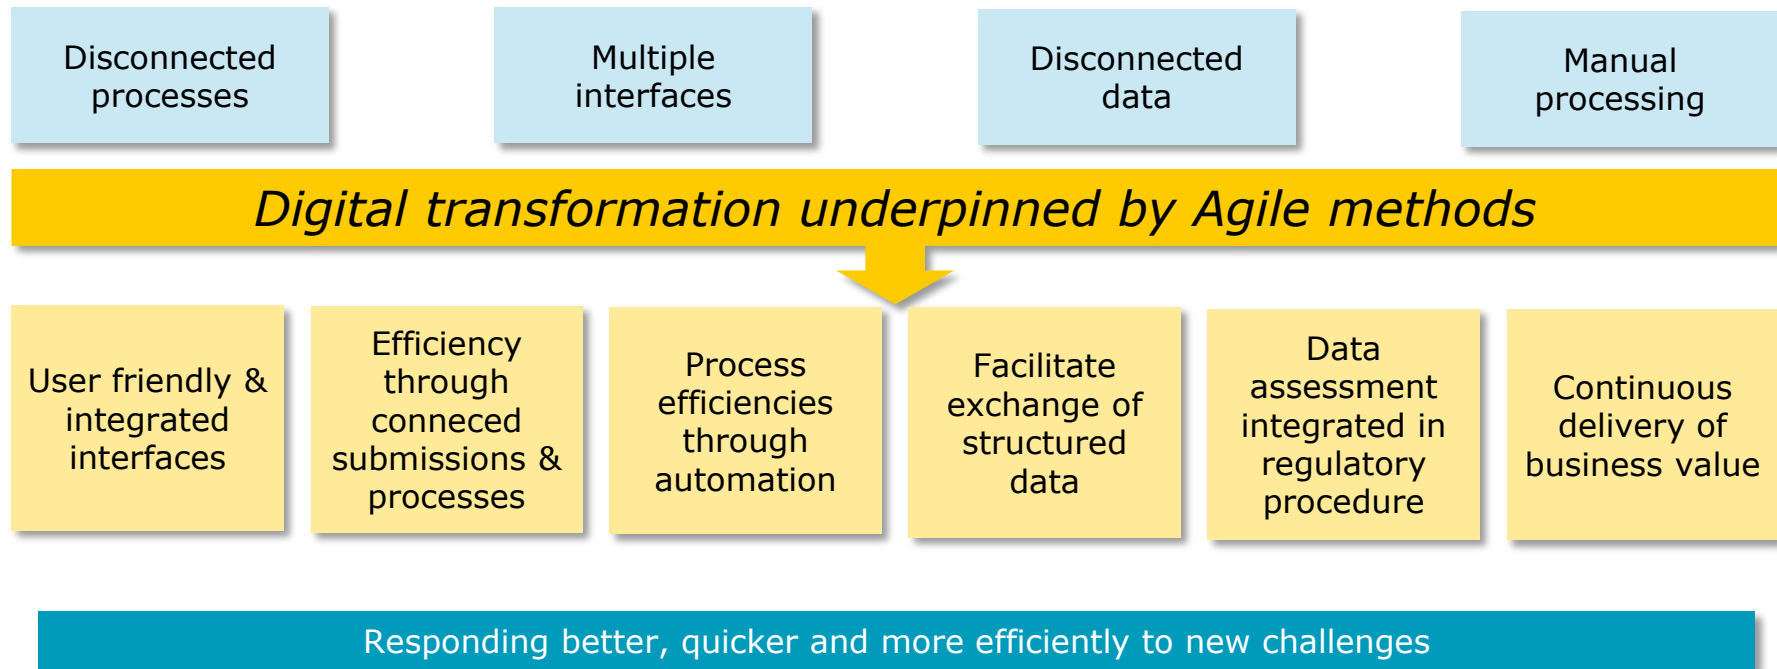 Disconnected
processes
Multiple
interfaces
Disconnected
data
Manual
processing
Digital transformation underpinned by Agile methods
User friendly &
integrated
interfaces
Efficiency
through
conneced
submissions &
processes
Process
efficiencies
through
automation
Facilitate
exchange of
structured
data
Data
assessment
integrated in
regulatory
procedure
Continuous
delivery of
business value
Responding better, quicker and more efficiently to new challenges